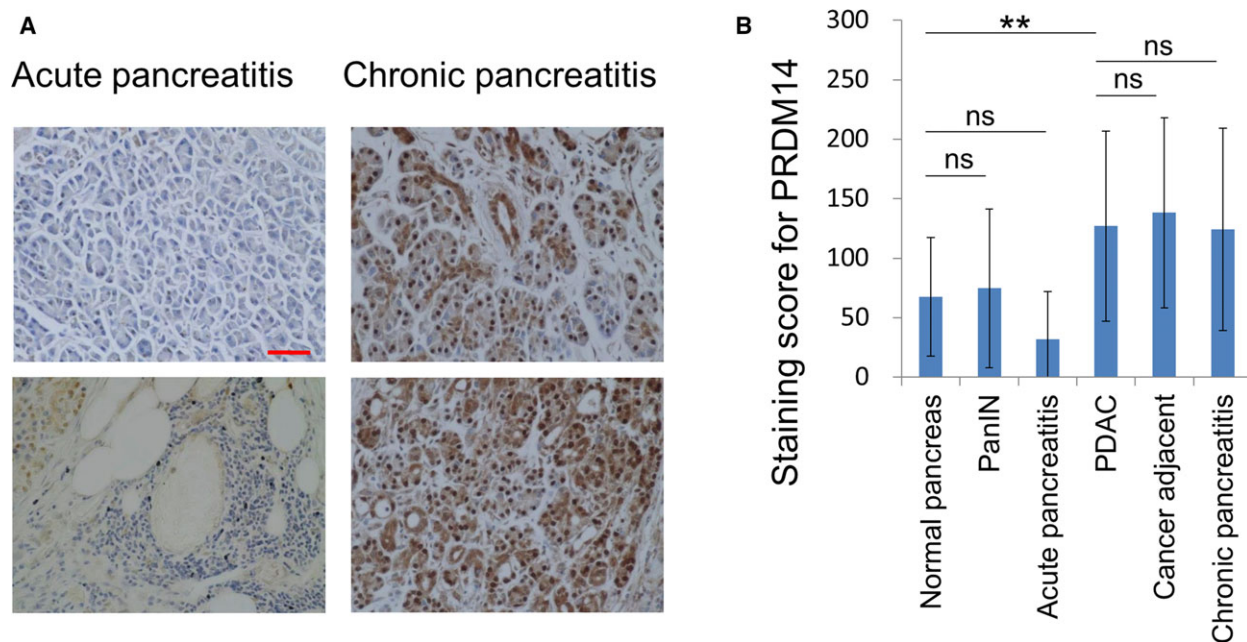 A
Acute pancreatitis
Chronic pancreatitis
B
Staining score for PRDM14
300
250
200
150
100
50
0
**
ns
ns
ns
ns
Normal pancreas
PanIN
Acute pancreatitis
PDAC
Cancer adjacent
Chronic pancreatitis